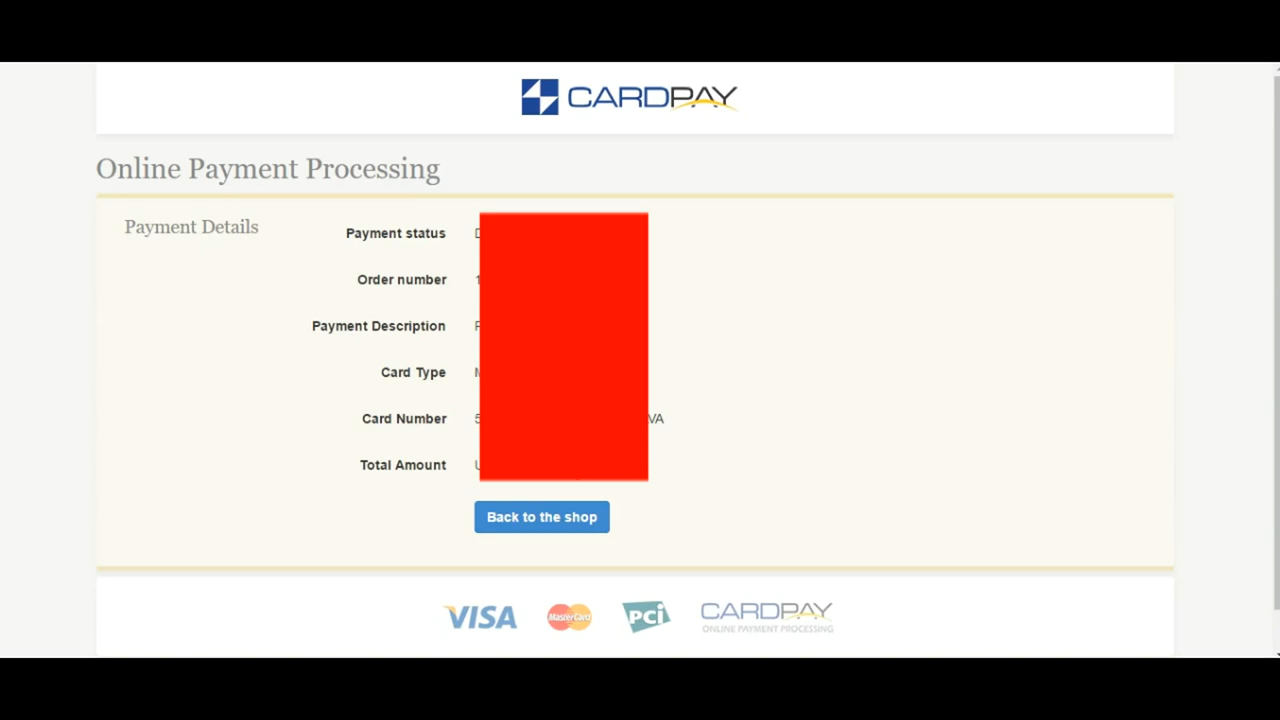 CARDPAY
Online Payment Processing
Payment Details
Payment status
Order number
Payment Description
Card Type
Card Number VA
Total Amount
Back to the shop
VISA MasterCard PCI CARDPAY
ONLINE PAYMENT PROCESSING